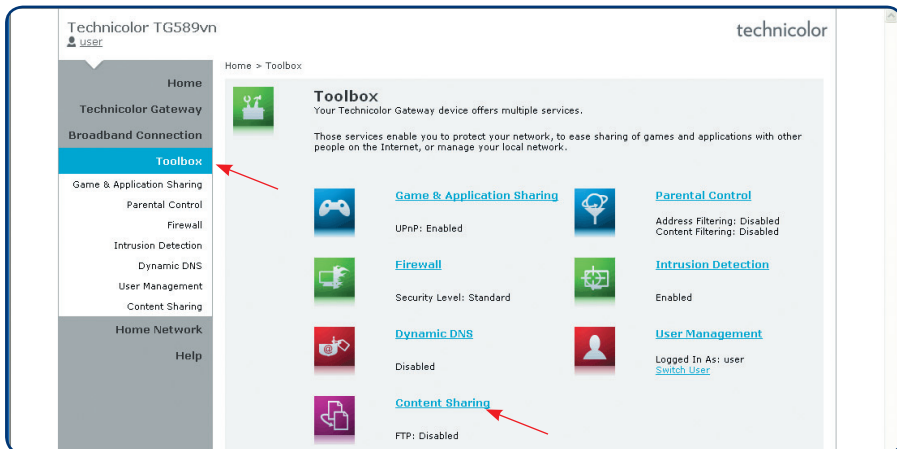 Technicolor TG589vn
user
technicolor
Home
Technicolor Gateway
Broadband Connection
Toolbox
Game & Application Sharing
Parental Control
Firewall
Intrusion Detection
Dynamic DNS
User Management
Content Sharing
Home Network
Help
Home > Toolbox
Toolbox
Your Technicolor Gateway device offers multiple services.
Those services enable you to protect your network, to ease sharing of games and applications with other
people on the Internet, or manage your local network.
Game & Application Sharing
UPnP: Enabled
Parental Control
Address Filtering: Disabled
Content Filtering: Disabled
Firewall
Security Level: Standard
Intrusion Detection
Enabled
Dynamic DNS
Disabled
User Management
Logged In As: user
Switch User
Content Sharing
FTP: Disabled